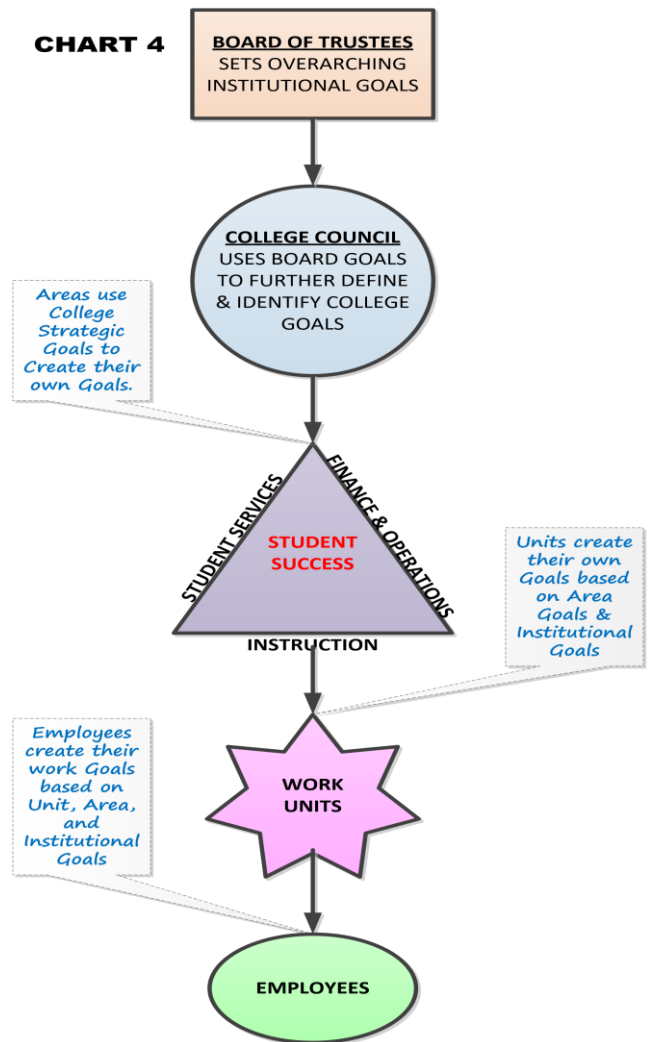 CHART 4
BOARD OF TRUSTEES
SETS OVERARCHING
INSTITUTIONAL GOALS
COLLEGE COUNCIL
USES BOARD GOALS
TO FURTHER DEFINE
& IDENTIFY COLLEGE
GOALS
Areas use
College
Strategic
Goals to
Create their
own Goals.
STUDENT SERVICES
FINANCE & OPERATIONS
STUDENT
SUCCESS
INSTRUCTION
Units create
their own
Goals based
on Area
Goals &
Institutional
Goals
Employees
create their
work Goals
based on
Unit, Area,
and
Institutional
Goals
WORK
UNITS
EMPLOYEES